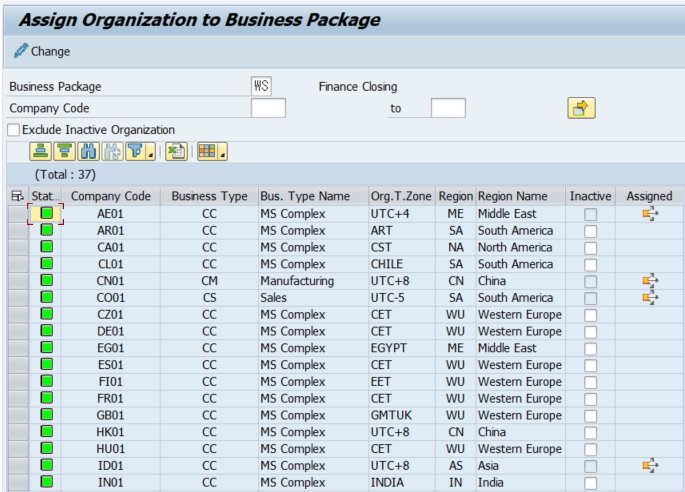 Assign Organization to Business Package
Change
Business Package WS Finance Closing
Company Code to
Exclude Inactive Organization
(Total : 37)
Stat.. Company Code Business Type Bus. Type Name Org.T.Zone Region Region Name Inactive Assigned
AE01 CC MS Complex UTC+4 ME Middle East
AR01 CC MS Complex ART SA South America
CA01 CC MS Complex CST NA North America
CL01 CC MS Complex CHILE SA South America
CN01 CM Manufacturing UTC+8 CN China
CO01 CS Sales UTC-5 SA South America
CZ01 CC MS Complex CET WU Western Europe
DE01 CC MS Complex CET WU Western Europe
EG01 CC MS Complex EGYPT ME Middle East
ES01 CC MS Complex CET WU Western Europe
FI01 CC MS Complex EET WU Western Europe
FR01 CC MS Complex CET WU Western Europe
GB01 CC MS Complex GMTUK WU Western Europe
HK01 CC MS Complex UTC+8 CN China
HU01 CC MS Complex CET WU Western Europe
ID01 CC MS Complex UTC+8 AS Asia
IN01 CC MS Complex INDIA IN India